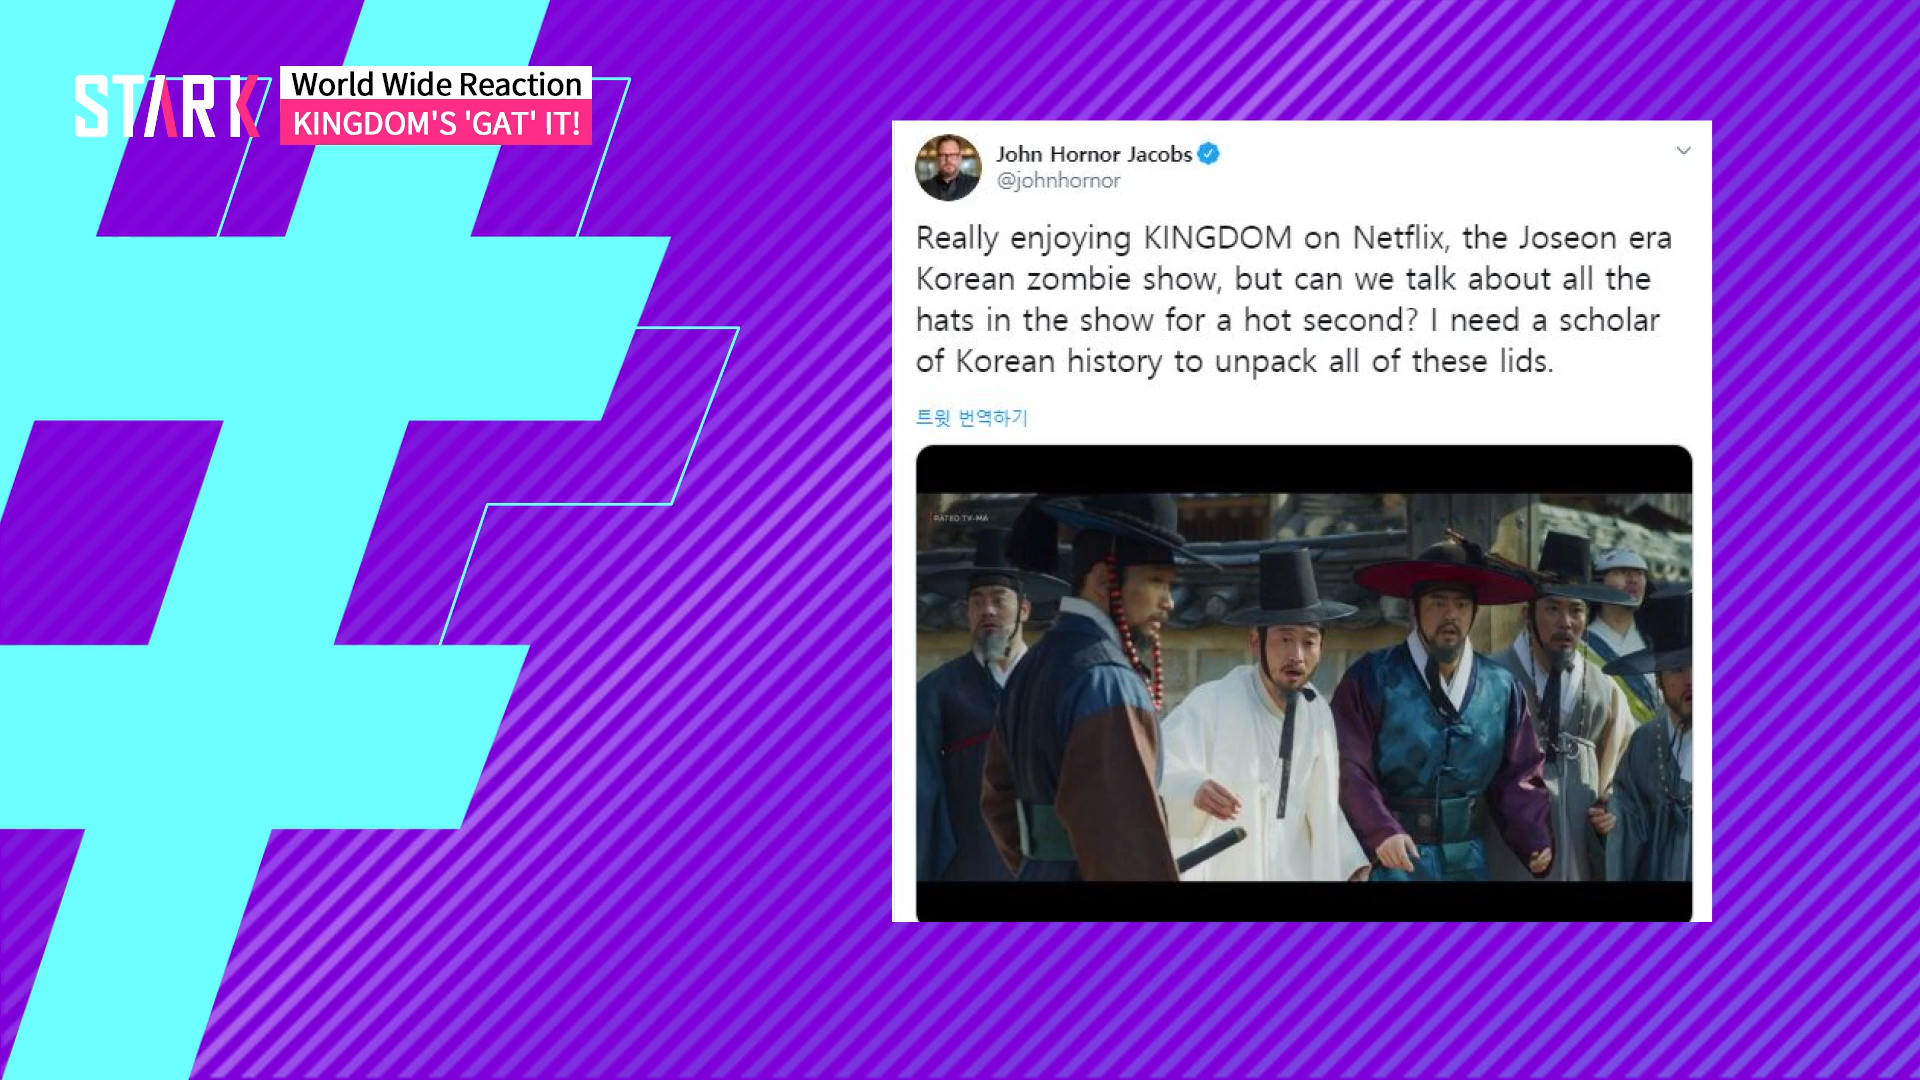 STARK
World Wide Reaction
KINGDOM'S 'GAT' IT!
John Hornor Jacobs
@johnhornor
Really enjoying KINGDOM on Netflix, the Joseon era
Korean zombie show, but can we talk about all the
hats in the show for a hot second? I need a scholar
of Korean history to unpack all of these lids.
트윗 번역하기
RATED TV-MA